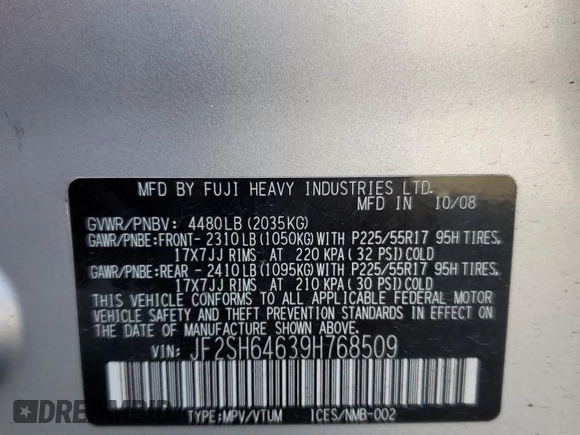 MFD BY FUJI HEAVY INDUSTRIES LTD.
MFD IN 10/08
GVWR/PNBV: 4480LB (2035KG)
GAWR/PNBE:FRONT- 2310LB (1050KG) WITH P225/55R17 95H TIRES,
17X7JJ RIMS AT 220 KPA (32 PSI) COLD
GAWR/PNBE:REAR - 2410LB (1095KG) WITH P225/55R17 95H TIRES,
17X7JJ RIMS AT 210 KPA (30 PSI) COLD
THIS VEHICLE CONFORMS TO ALL APPLICABLE FEDERAL MOTOR
VEHICLE SAFETY AND THEFT PREVENTION STANDARDS IN EFFECT
ON THE DATE OF MANUFACTURE SHOWN ABOVE.
VIN: JF2SH64639H768509
TYPE:MPV/VTUM ICES/NMB-002
DREAMBID